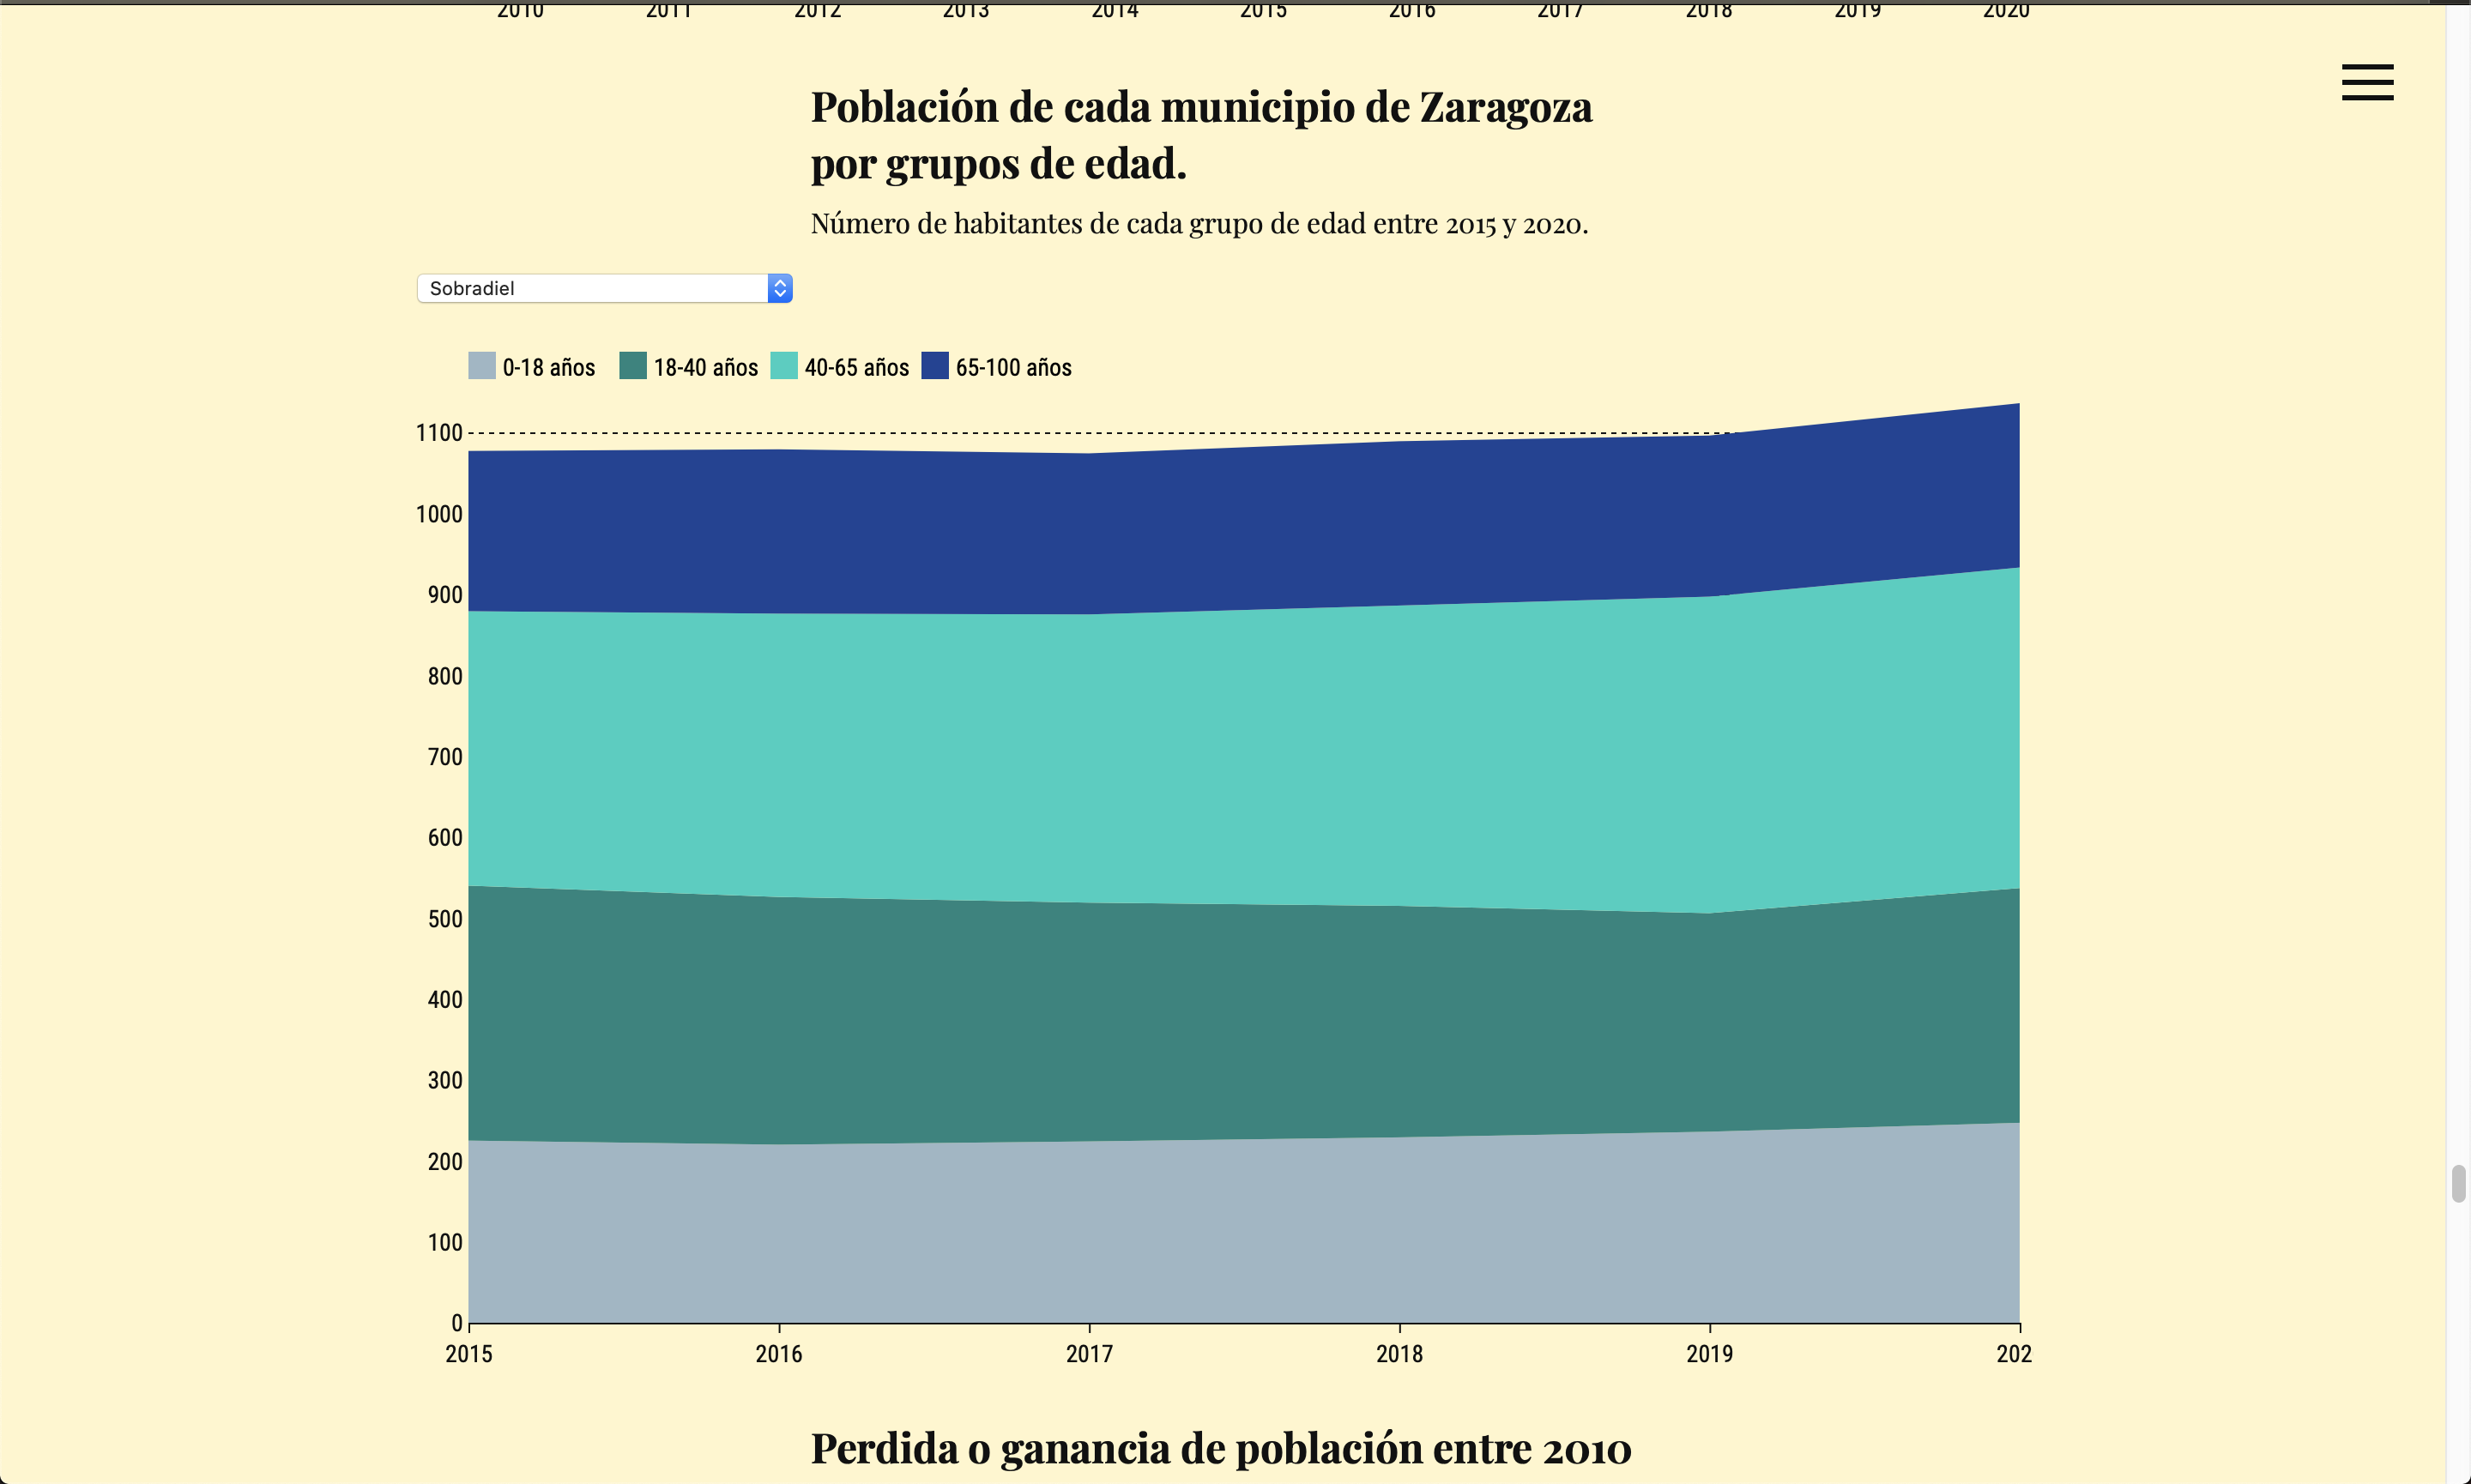 2010 2011 2012 2013 2014 2015 2016 2017 2018 2019 2020
Población de cada municipio de Zaragoza
por grupos de edad.
Número de habitantes de cada grupo de edad entre 2015 y 2020.
Sobradiel
0-18 años 18-40 años 40-65 años 65-100 años
1100
1000
900
800
700
600
500
400
300
200
100
0
2015 2016 2017 2018 2019 202
Perdida o ganancia de población entre 2010